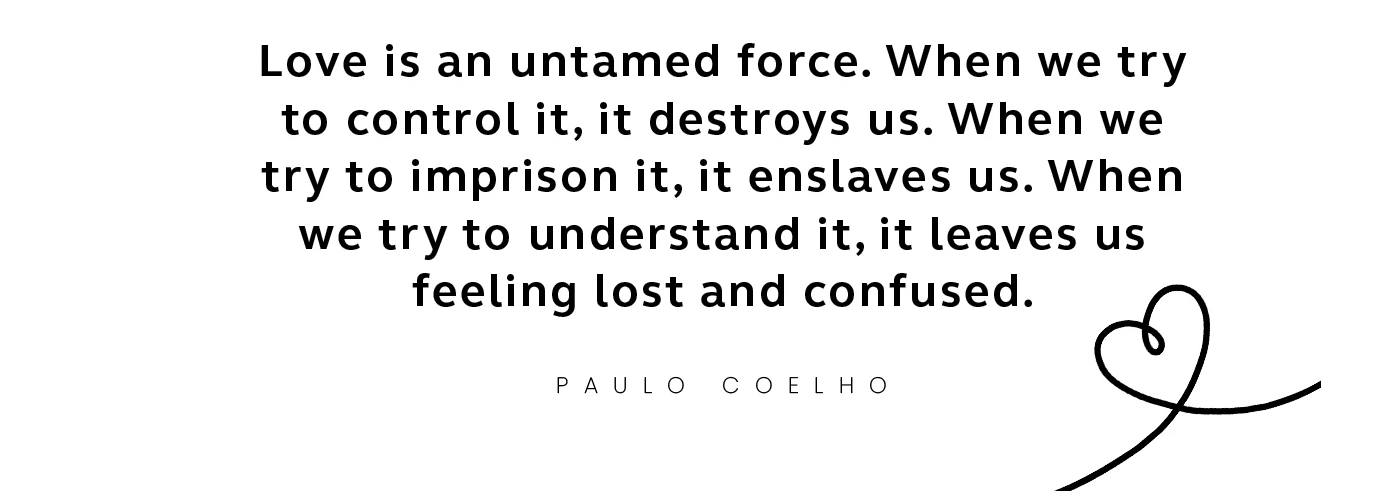 Love is an untamed force. When we try
to control it, it destroys us. When we
try to imprison it, it enslaves us. When
we try to understand it, it leaves us
feeling lost and confused.
PAULO COELHO